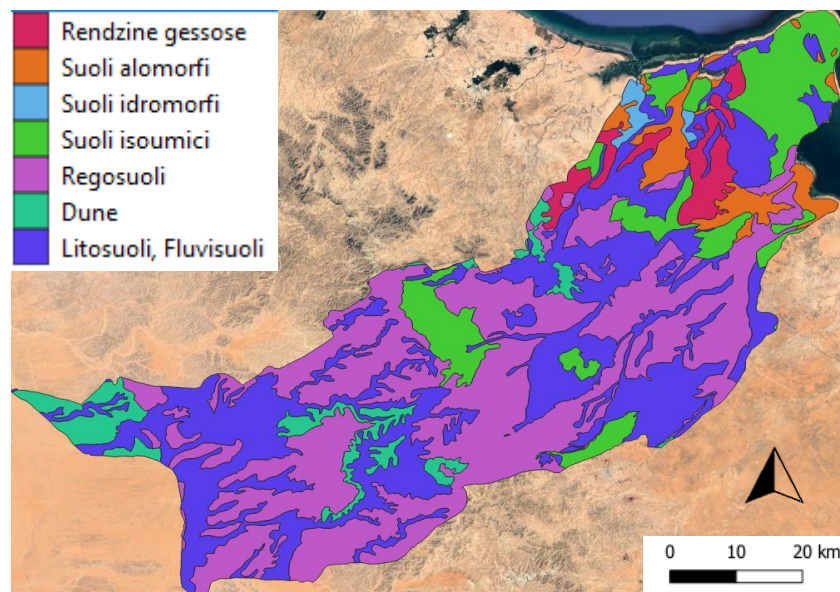 Rendzine gessose
Suoli alomorfi
Suoli idromorfi
Suoli isoumici
Regosuoli
Dune
Litosuoli, Fluvisuoli
0 10 20 km